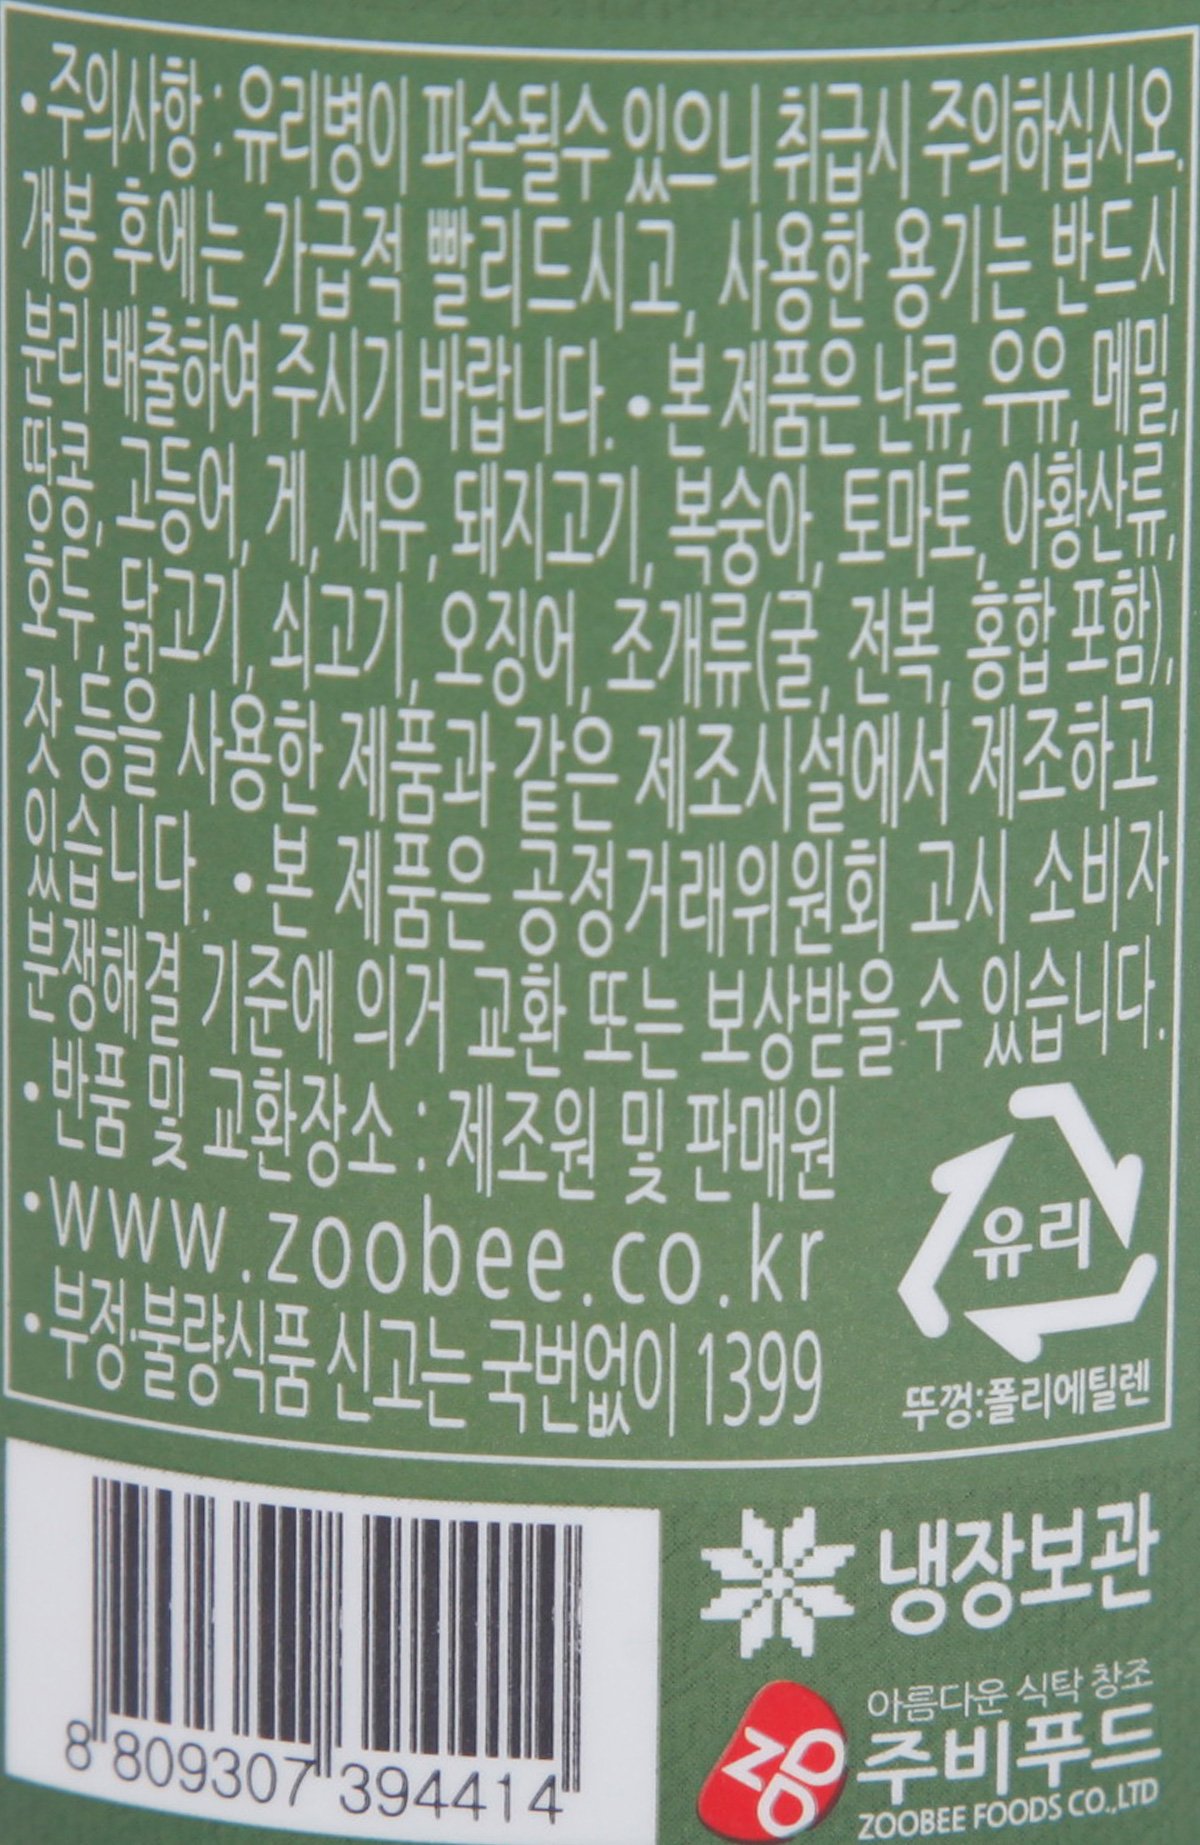 •주의사항 : 유리병이 파손될수 있으니 취급시 주의하십시오.
개봉 후에는 가급적 빨리드시고, 사용한 용기는 반드시
분리 배출하여 주시기 바랍니다. •본 제품은 난류, 우유, 메밀,
땅콩, 고등어, 게, 새우, 돼지고기, 복숭아, 토마토, 아황산류,
호두, 닭고기, 쇠고기, 오징어, 조개류(굴, 전복, 홍합 포함),
잣 등을 사용한 제품과 같은 제조시설에서 제조하고
있습니다. •본 제품은 공정거래위원회 고시 소비자
분쟁해결 기준에 의거 교환 또는 보상받을 수 있습니다.
•반품 및 교환장소 : 제조원 및 판매원
•www.zoobee.co.kr
•부정·불량식품 신고는 국번없이 1399
유리
뚜껑:폴리에틸렌
8 809307 394414
냉장보관
아름다운 식탁 창조
주비푸드
ZOOBEE FOODS CO.,LTD